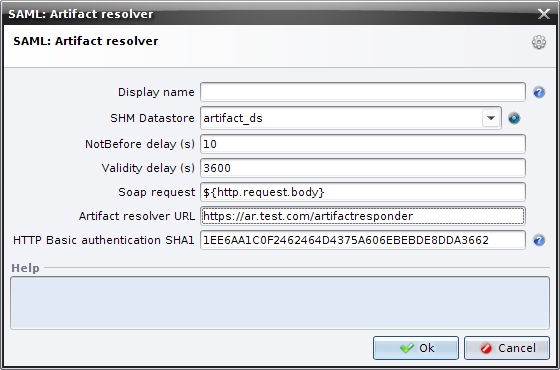 SAML: Artifact resolver
SAML: Artifact resolver
Display name
SHM Datastore artifact_ds
NotBefore delay (s) 10
Validity delay (s) 3600
Soap request ${http.request.body}
Artifact resolver URL https://ar.test.com/artifactresponder
HTTP Basic authentication SHA1 1EE6AA1C0F2462464D4375A606EBEBDE8DDA3662
Help
Ok Cancel